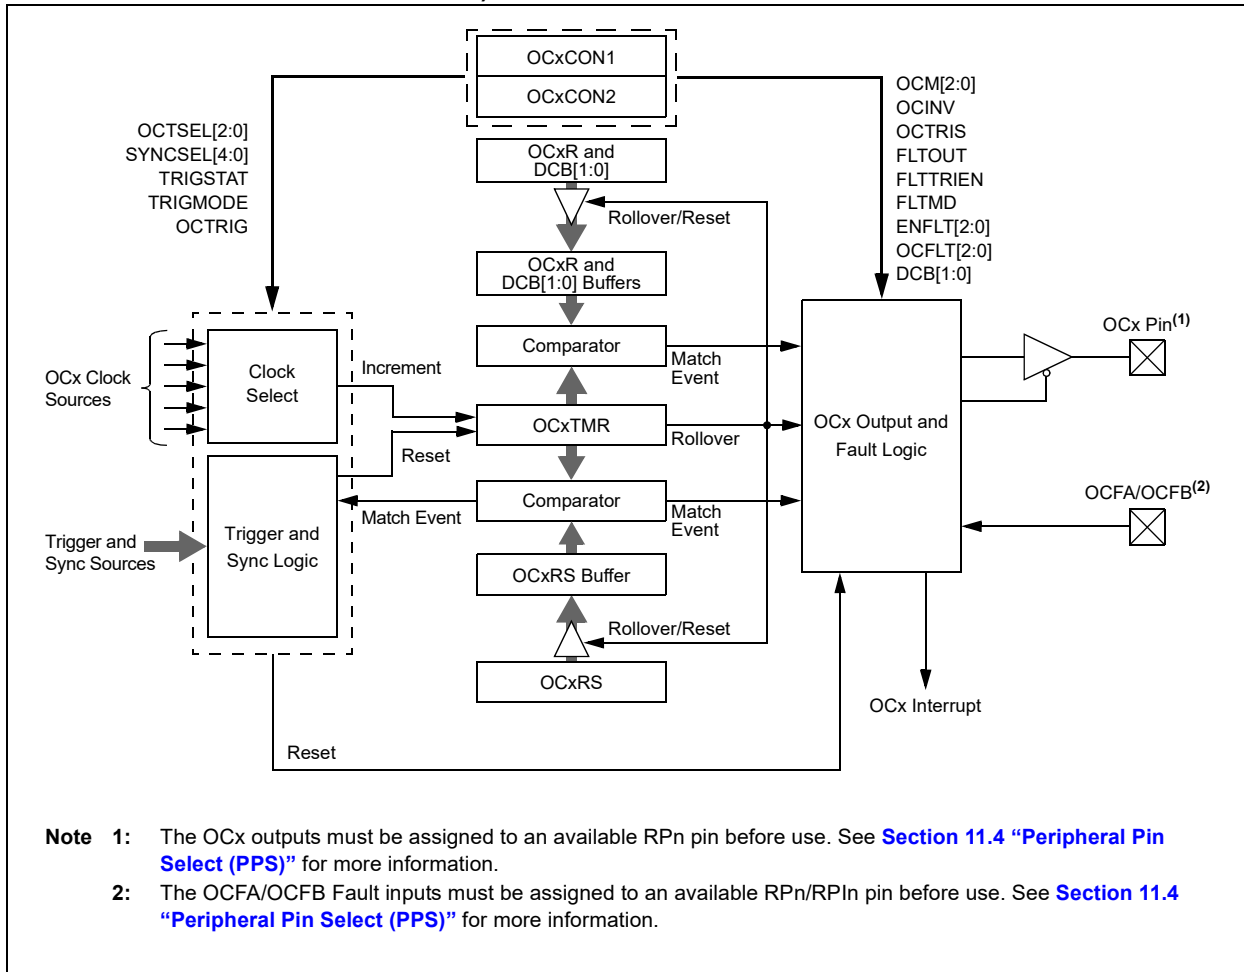 OCxCON1
OCxCON2
OCTSEL[2:0]
SYNCSEL[4:0]
TRIGSTAT
TRIGMODE
OCTRIG
OCM[2:0]
OCINV
OCTRIS
FLTOUT
FLTTRIEN
FLTMD
ENFLT[2:0]
OCFLT[2:0]
DCB[1:0]
OCxR and
DCB[1:0]
Rollover/Reset
OCxR and
DCB[1:0] Buffers
OCx Clock
Sources
Clock
Select
Increment
Comparator
Match
Event
OCxTMR
Rollover
Reset
OCx Output and
Fault Logic
OCx Pin(1)
OCFA/OCFB(2)
Trigger and
Sync Sources
Trigger and
Sync Logic
Match Event
Comparator
Match
Event
OCxRS Buffer
Rollover/Reset
OCxRS
OCx Interrupt
Reset
Note 1: The OCx outputs must be assigned to an available RPn pin before use. See Section 11.4 “Peripheral Pin
Select (PPS)” for more information.
2: The OCFA/OCFB Fault inputs must be assigned to an available RPn/RPIn pin before use. See Section 11.4
“Peripheral Pin Select (PPS)” for more information.